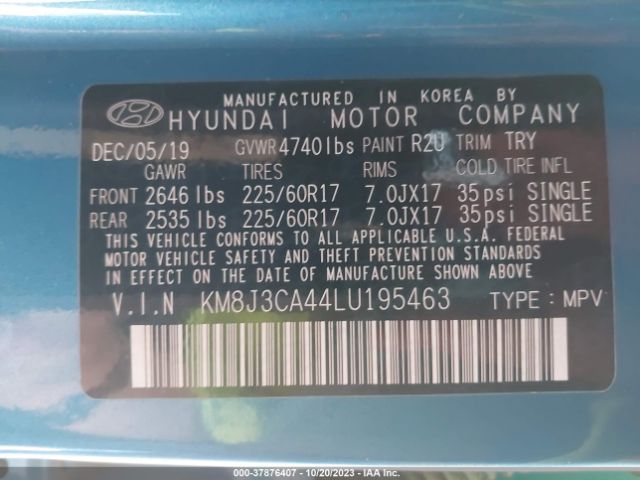 MANUFACTURED IN KOREA BY
HYUNDAI MOTOR COMPANY
DEC/05/19 GVWR 4740lbs PAINT R2U TRIM TRY
GAWR TIRES RIMS COLD TIRE INFL
FRONT 2646 lbs 225/60R17 7.0JX17 35psi SINGLE
REAR 2535 lbs 225/60R17 7.0JX17 35psi SINGLE
THIS VEHICLE CONFORMS TO ALL APPLICABLE U.S.A. FEDERAL
MOTOR VEHICLE SAFETY AND THEFT PREVENTION STANDARDS
IN EFFECT ON THE DATE OF MANUFACTURE SHOWN ABOVE.
V.I.N KM8J3CA44LU195463 TYPE : MPV
000-37876407 - 10/20/2023 - IAA Inc.